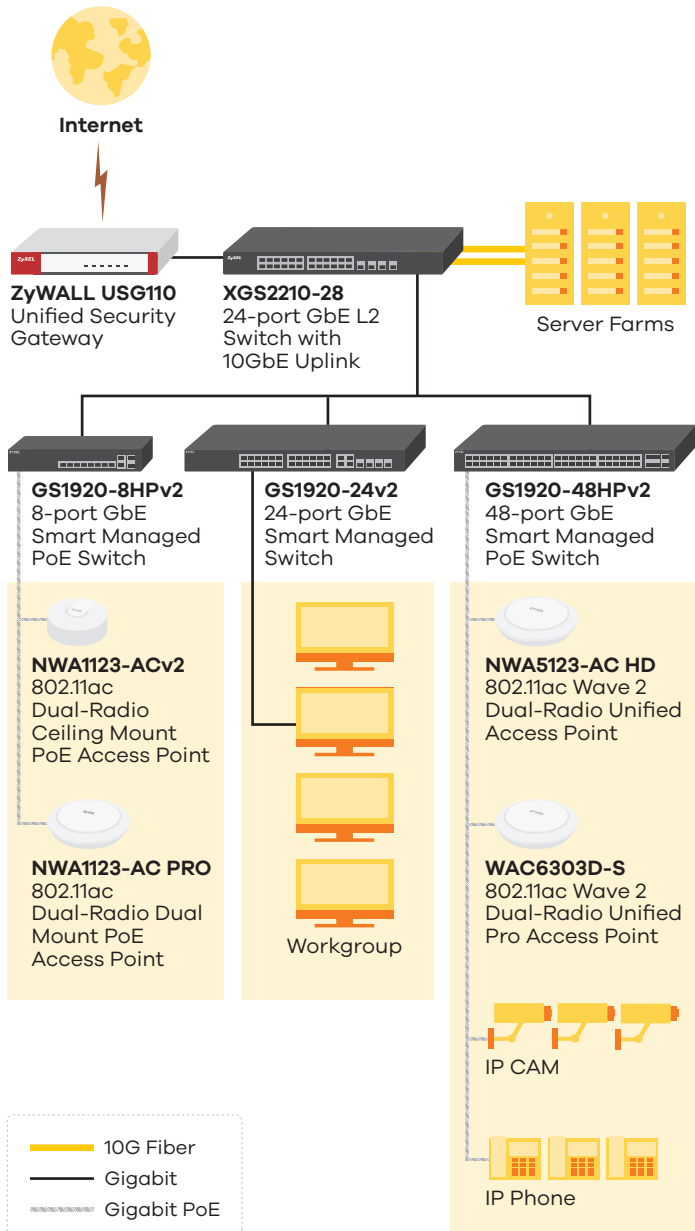 Internet
ZyXEL
ZyXEL
ZyWALL USG110
Unified Security
Gateway
XGS2210-28
24-port GbE L2
Switch with
10GbE Uplink
Server Farms
GS1920-8HPv2
8-port GbE
Smart Managed
PoE Switch
GS1920-24v2
24-port GbE
Smart Managed
Switch
GS1920-48HPv2
48-port GbE
Smart Managed
PoE Switch
NWA1123-ACv2
802.11ac
Dual-Radio
Ceiling Mount
PoE Access Point
NWA1123-AC PRO
802.11ac
Dual-Radio Dual
Mount PoE
Access Point
Workgroup
NWA5123-AC HD
802.11ac Wave 2
Dual-Radio Unified
Access Point
WAC6303D-S
802.11ac Wave 2
Dual-Radio Unified
Pro Access Point
IP CAM
IP Phone
10G Fiber
Gigabit
Gigabit PoE